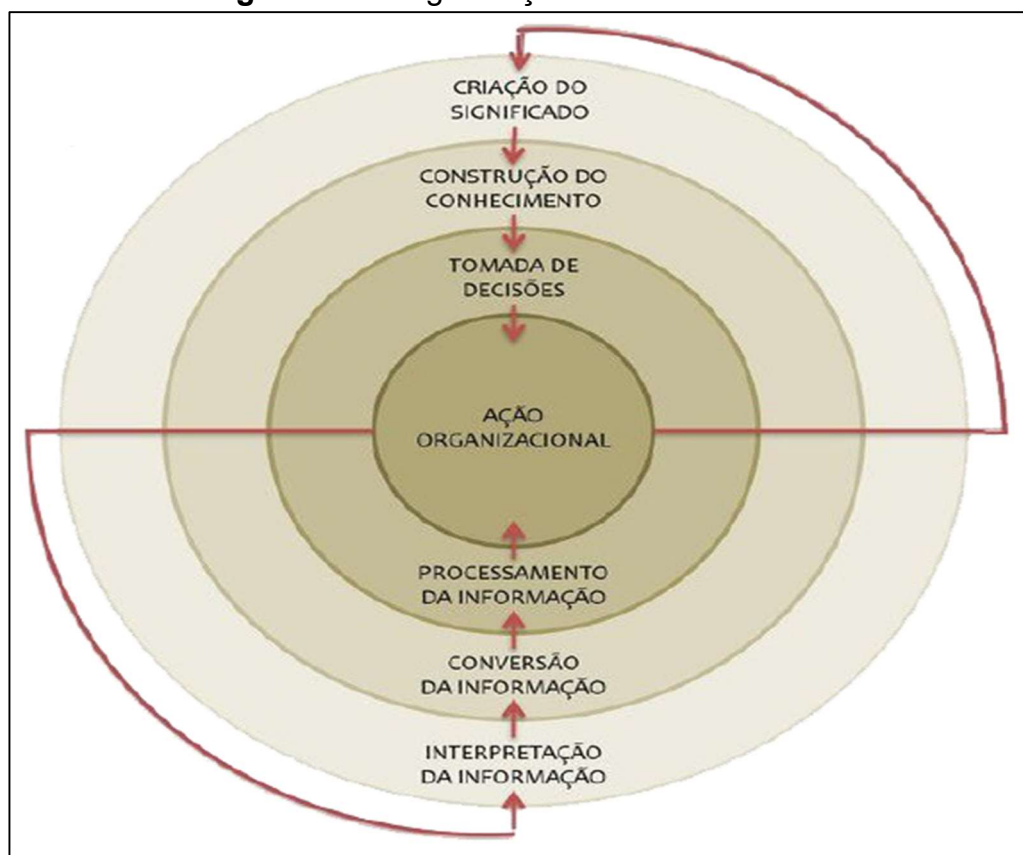 CRIAÇÃO DO
SIGNIFICADO
CONSTRUÇÃO DO
CONHECIMENTO
TOMADA DE
DECISÕES
AÇÃO
ORGANIZACIONAL
PROCESSAMENTO
DA INFORMAÇÃO
CONVERSÃO
DA INFORMAÇÃO
INTERPRETAÇÃO
DA INFORMAÇÃO